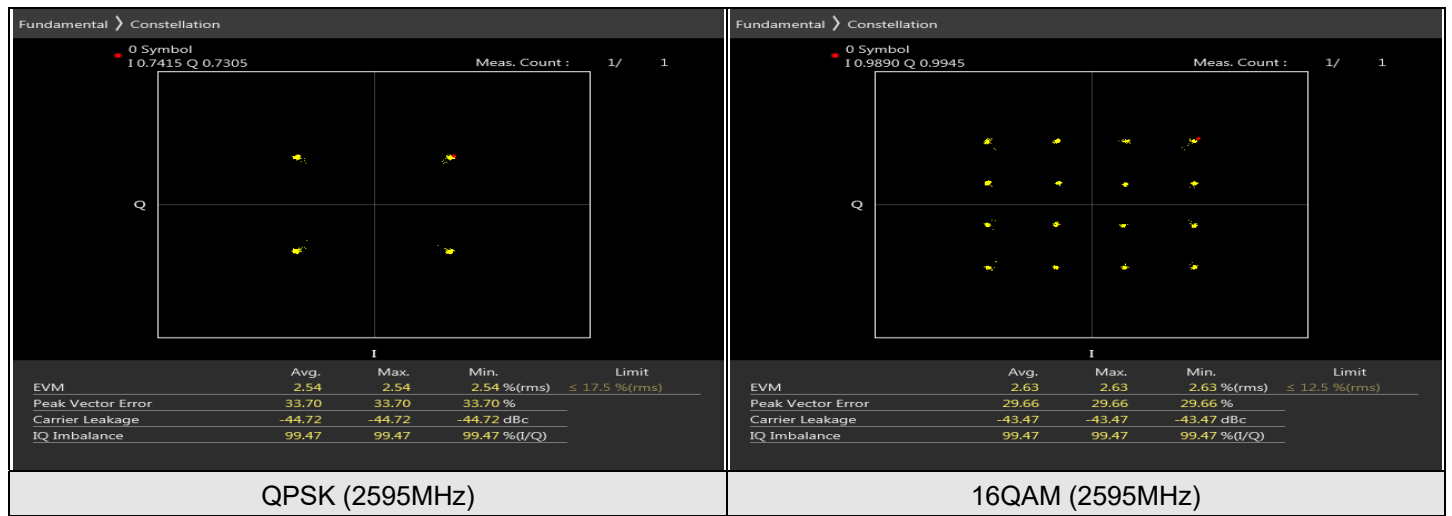 Fundamental ❯ Constellation
0 Symbol
I 0.7415 Q 0.7305 Meas. Count : 1/ 1
Q
I
Avg. Max. Min. Limit
EVM 2.54 2.54 2.54 %(rms) ≤ 17.5 %(rms)
Peak Vector Error 33.70 33.70 33.70 %
Carrier Leakage -44.72 -44.72 -44.72 dBc
IQ Imbalance 99.47 99.47 99.47 %(I/Q)
QPSK (2595MHz)
Fundamental ❯ Constellation
0 Symbol
I 0.9890 Q 0.9945 Meas. Count : 1/ 1
Q
I
Avg. Max. Min. Limit
EVM 2.63 2.63 2.63 %(rms) ≤ 12.5 %(rms)
Peak Vector Error 29.66 29.66 29.66 %
Carrier Leakage -43.47 -43.47 -43.47 dBc
IQ Imbalance 99.47 99.47 99.47 %(I/Q)
16QAM (2595MHz)